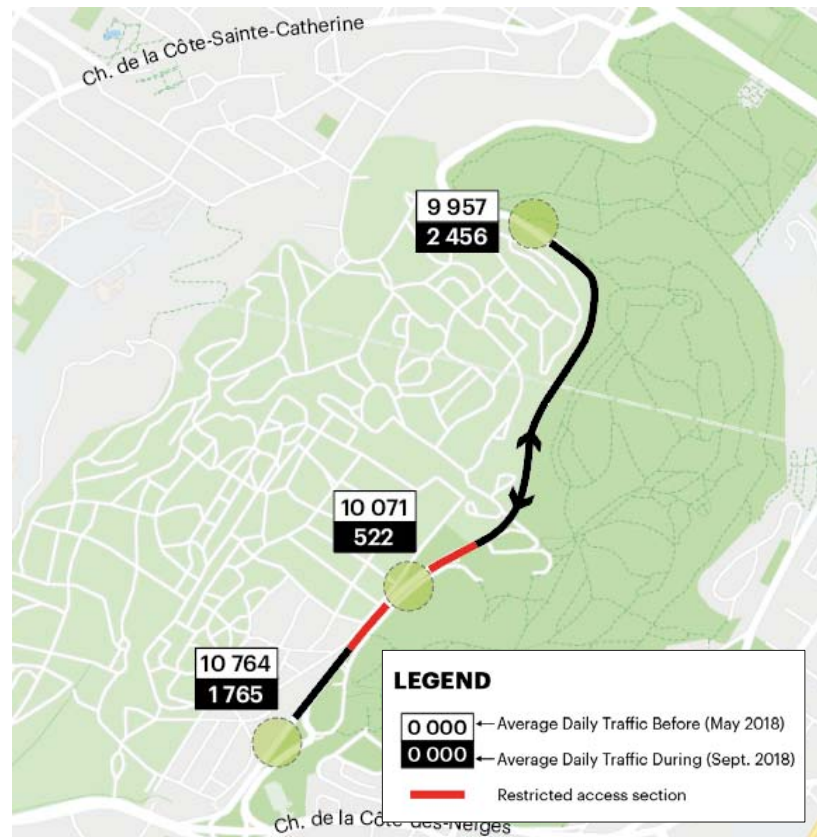 Ch. de la Côte-Sainte-Catherine
9 957
2 456
10 071
522
10 764
1 765
LEGEND
0 000 Average Daily Traffic Before (May 2018)
0 000 Average Daily Traffic During (Sept. 2018)
Restricted access section
Ch. de la Côte-des-Neiges